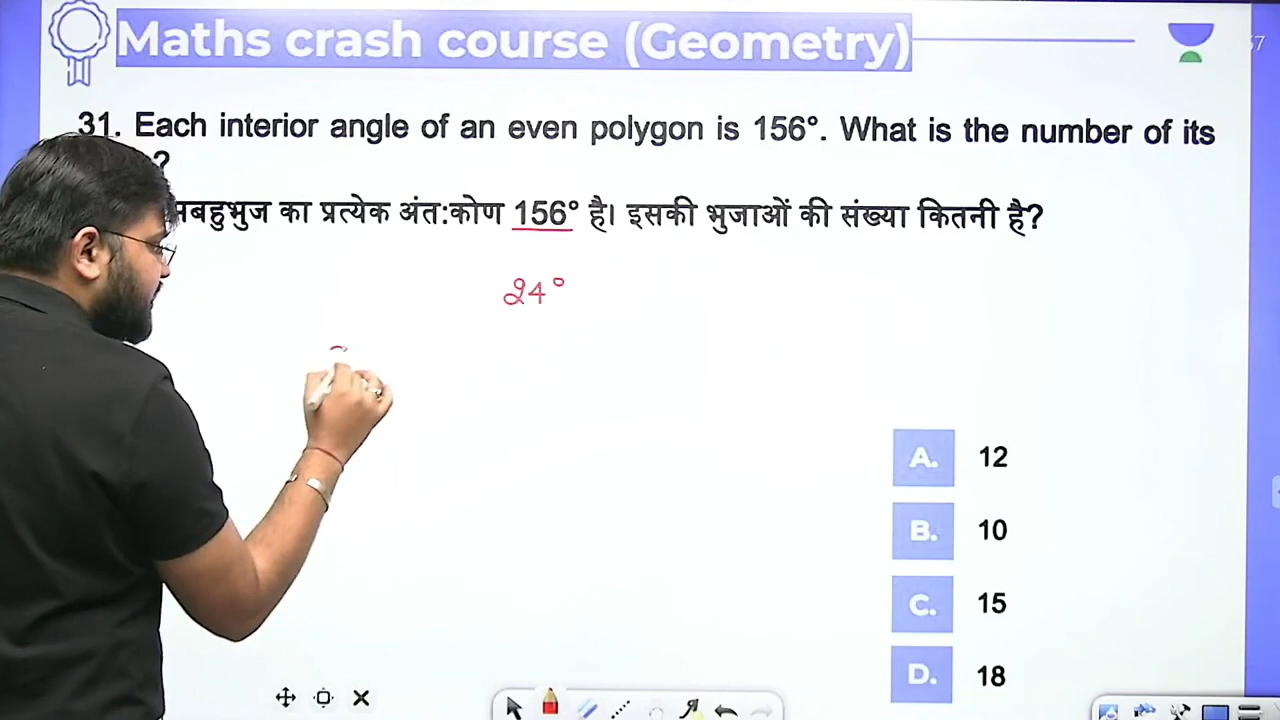 Maths crash course (Geometry)
57
31. Each interior angle of an even polygon is 156°. What is the number of its
?
का प्रत्येक अंत:कोण 156° है। इसकी भुजाओं की संख्या कितनी है?
24°
A. 12
B. 10
C. 15
D. 18